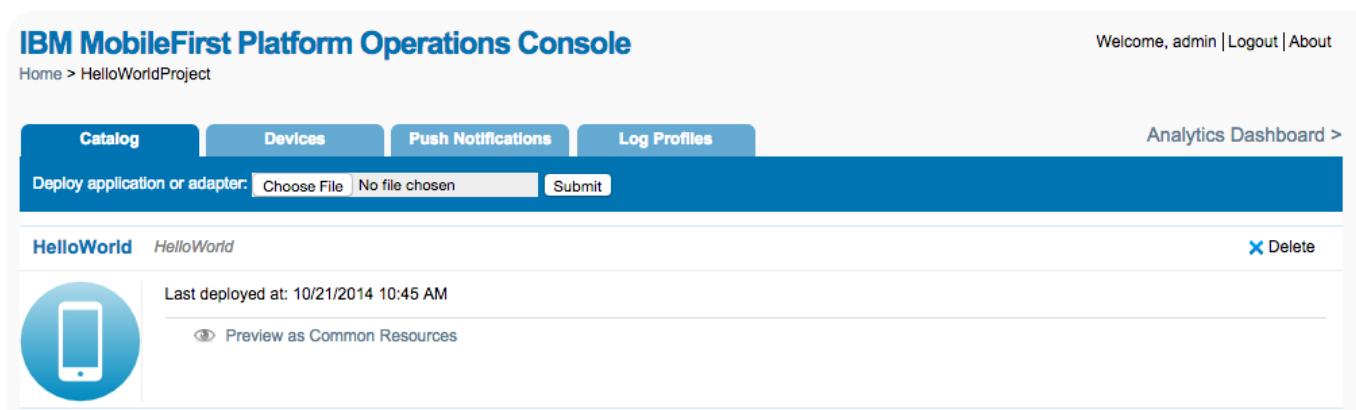 IBM MobileFirst Platform Operations Console
Welcome, admin | Logout | About
Home > HelloWorldProject
Catalog Devices Push Notifications Log Profiles Analytics Dashboard >
Deploy application or adapter: Choose File No file chosen Submit
HelloWorld HelloWorld Delete
Last deployed at: 10/21/2014 10:45 AM
Preview as Common Resources